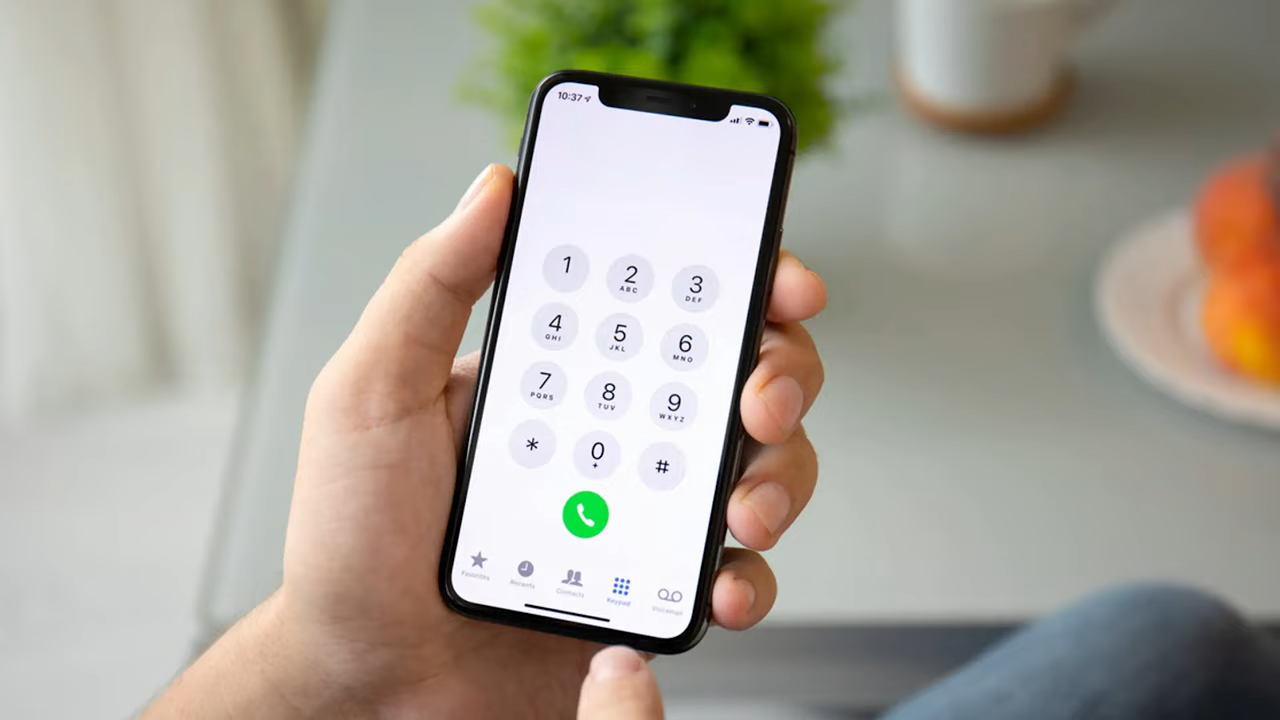 10:37
1 2 3
ABC DEF
4 5 6
GHI JKL MNO
7 8 9
PQRS TUV WXYZ
* 0 #
+
Favorites Recents Contacts Keypad Voicemail